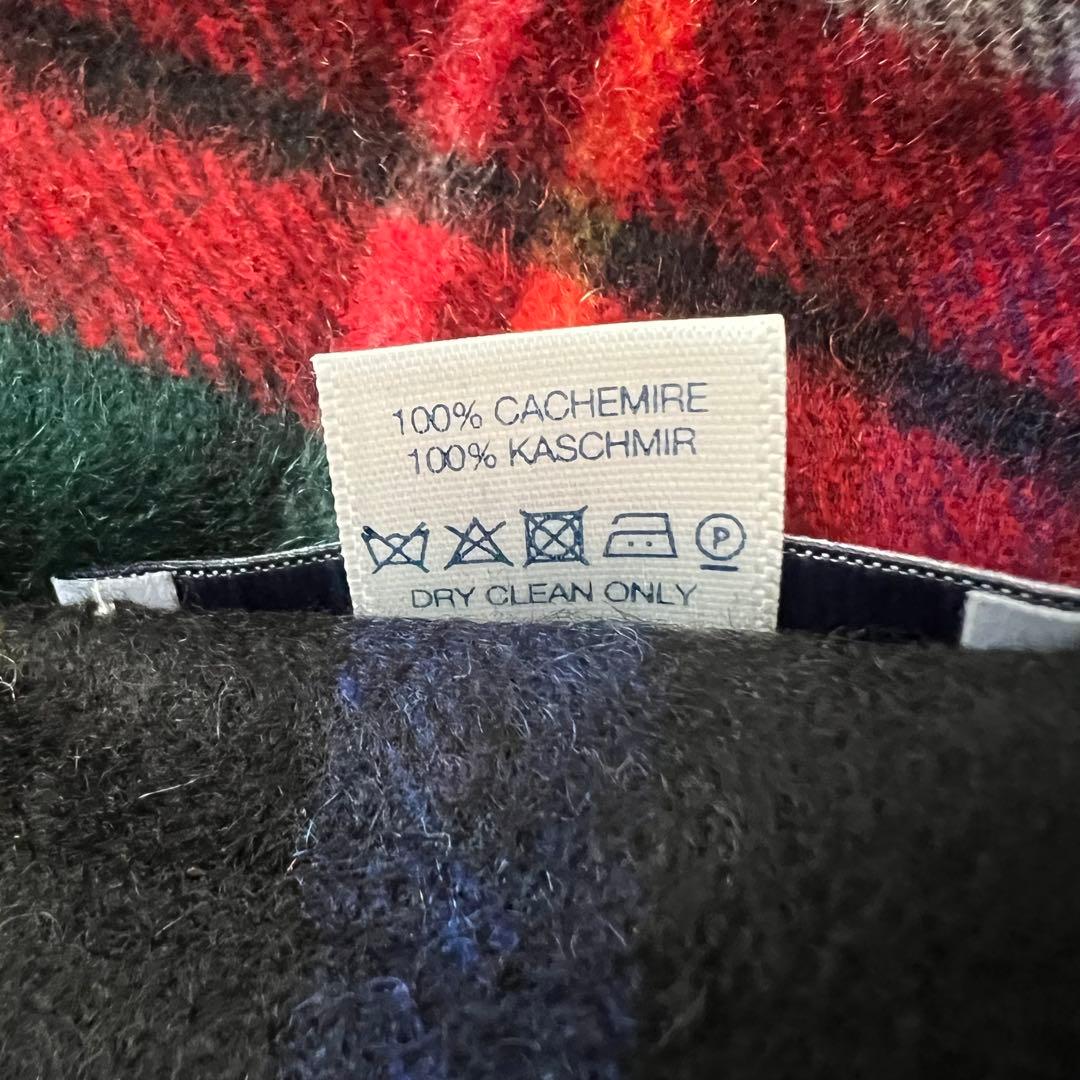 100% CACHEMIRE
100% KASCHMIR
P
DRY CLEAN ONLY